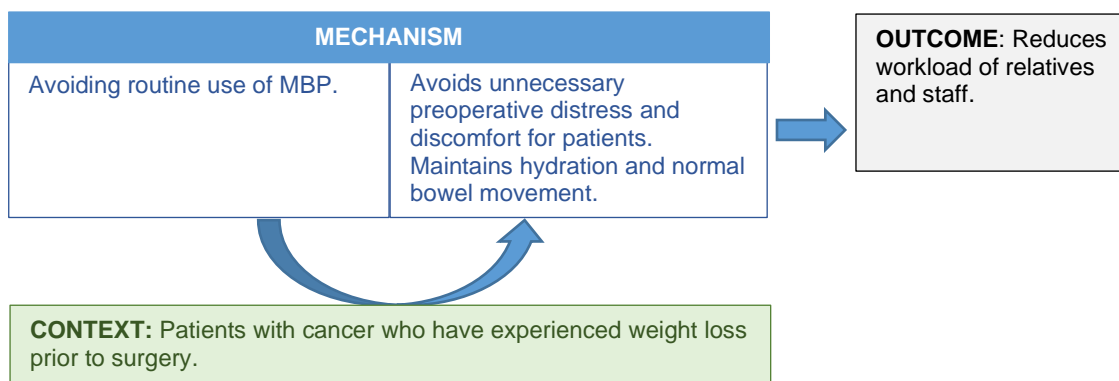 MECHANISM
Avoiding routine use of MBP.
Avoids unnecessary
preoperative distress and
discomfort for patients.
Maintains hydration and normal
bowel movement.
OUTCOME: Reduces
workload of relatives
and staff.
CONTEXT: Patients with cancer who have experienced weight loss
prior to surgery.